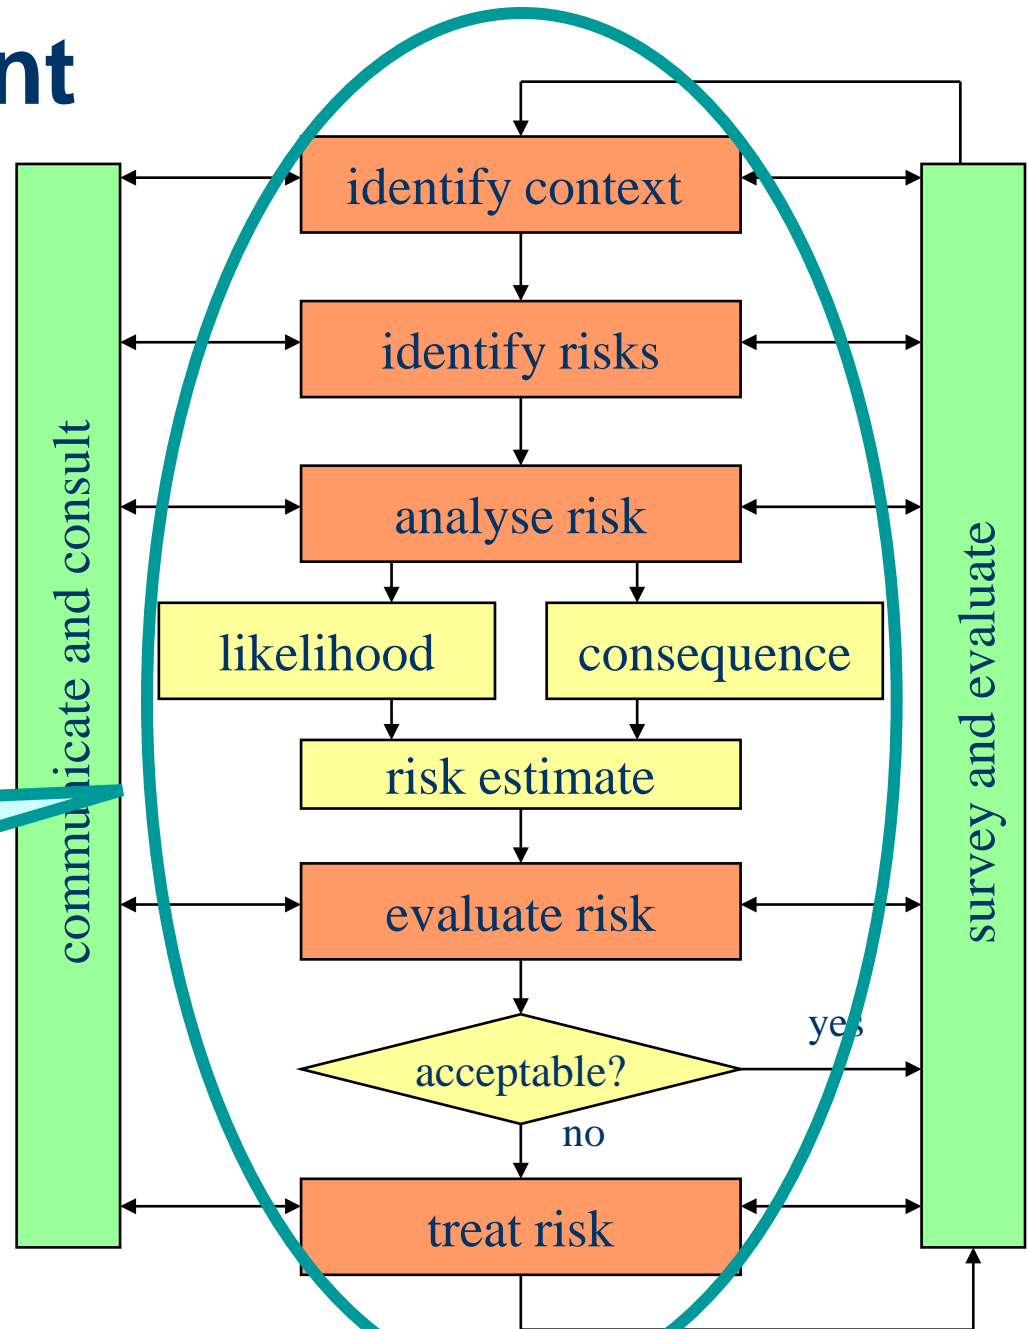 nt
identify context
identify risks
analyse risk
likelihood
consequence
risk estimate
evaluate risk
acceptable?
yes
no
treat risk
communicate and consult
survey and evaluate